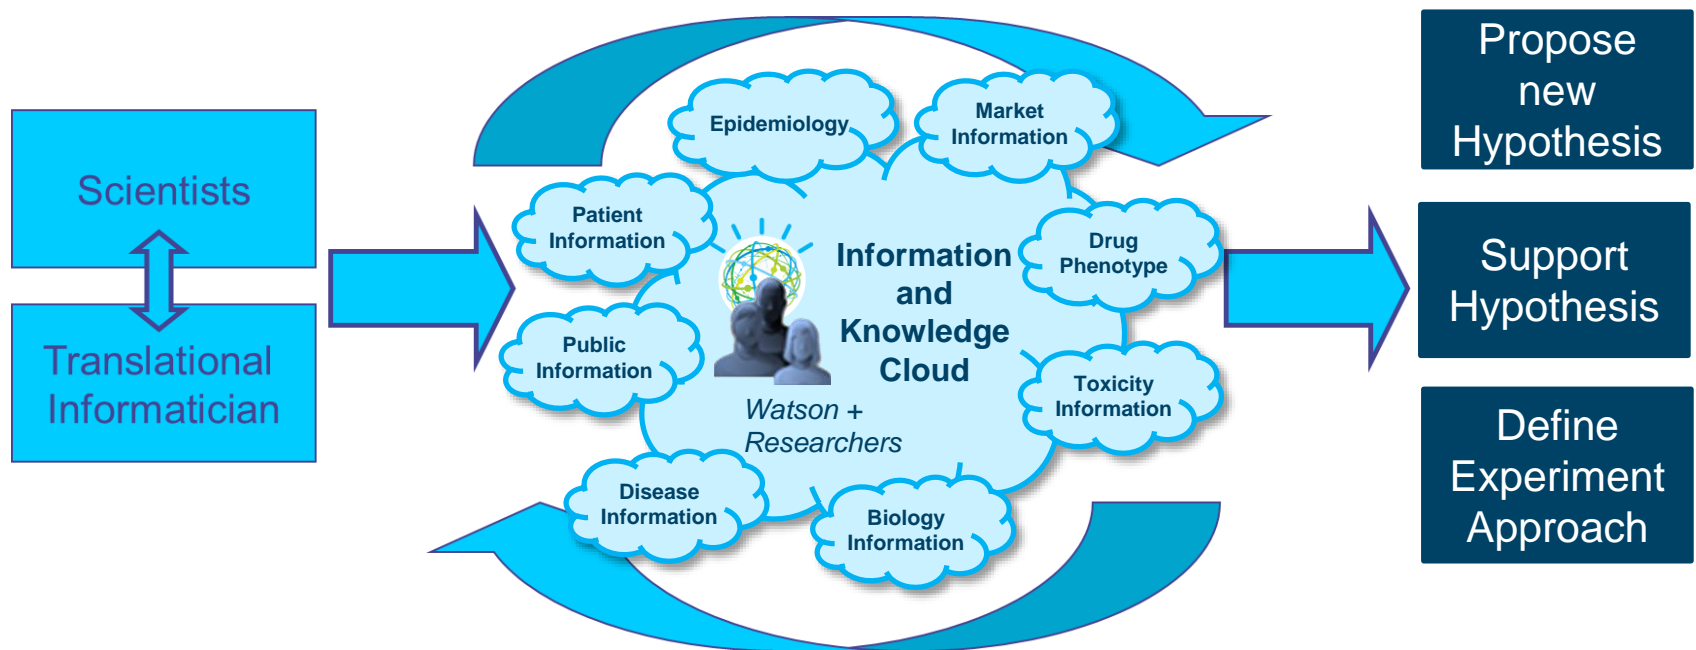 Scientists
Translational
Informatician
Epidemiology
Market
Information
Patient
Information
Drug
Phenotype
Public
Information
Information
and
Knowledge
Cloud
Toxicity
Information
Watson +
Researchers
Disease
Information
Biology
Information
Propose
new
Hypothesis
Support
Hypothesis
Define
Experiment
Approach